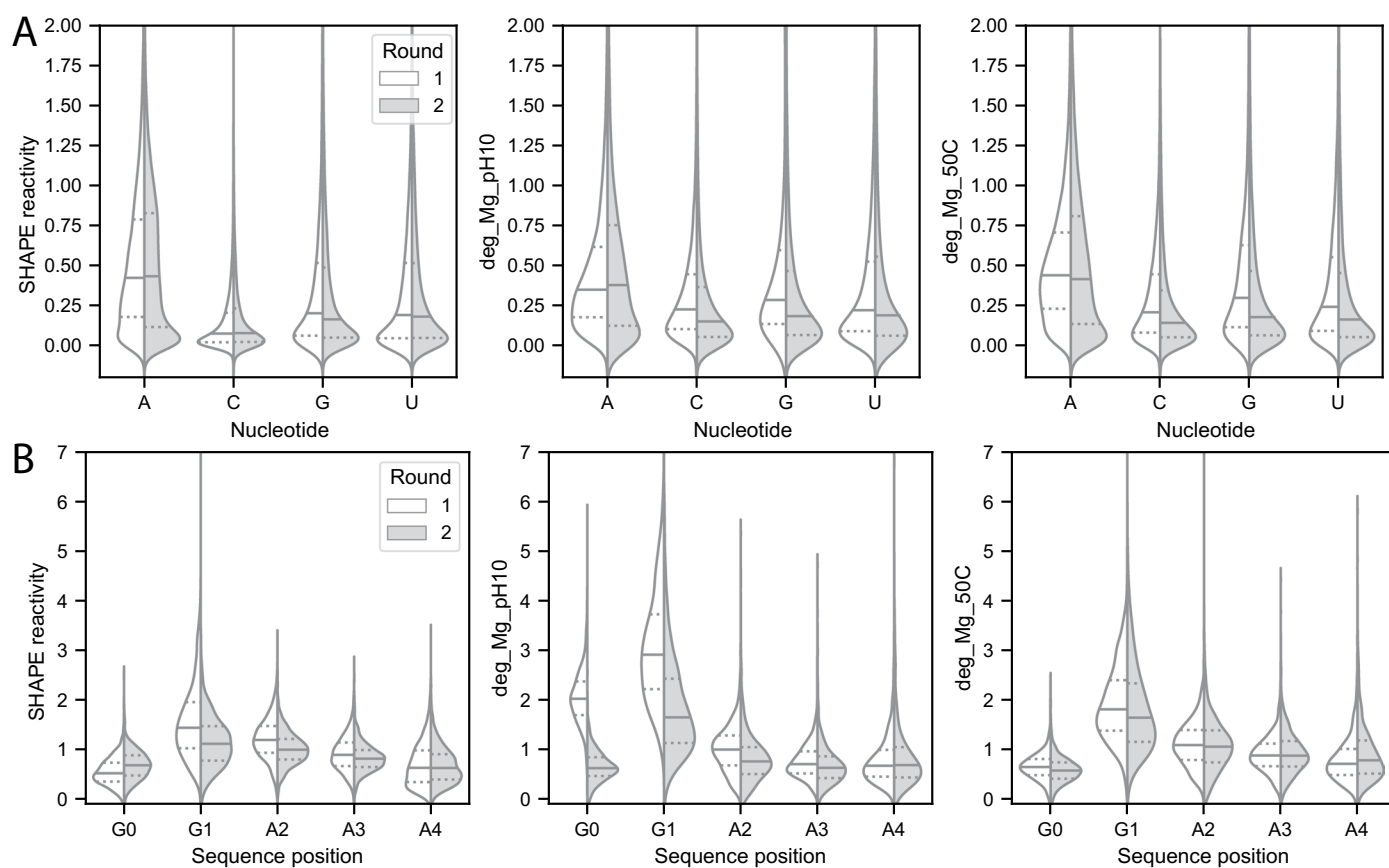 A
SHAPE reactivity
2.00
1.75
1.50
1.25
1.00
0.75
0.50
0.25
0.00
Round
1
2
A C G U
Nucleotide
deg_Mg_pH10
2.00
1.75
1.50
1.25
1.00
0.75
0.50
0.25
0.00
A C G U
Nucleotide
deg_Mg_50C
2.00
1.75
1.50
1.25
1.00
0.75
0.50
0.25
0.00
A C G U
Nucleotide
B
SHAPE reactivity
7
6
5
4
3
2
1
0
Round
1
2
G0 G1 A2 A3 A4
Sequence position
deg_Mg_pH10
7
6
5
4
3
2
1
0
G0 G1 A2 A3 A4
Sequence position
deg_Mg_50C
7
6
5
4
3
2
1
0
G0 G1 A2 A3 A4
Sequence position